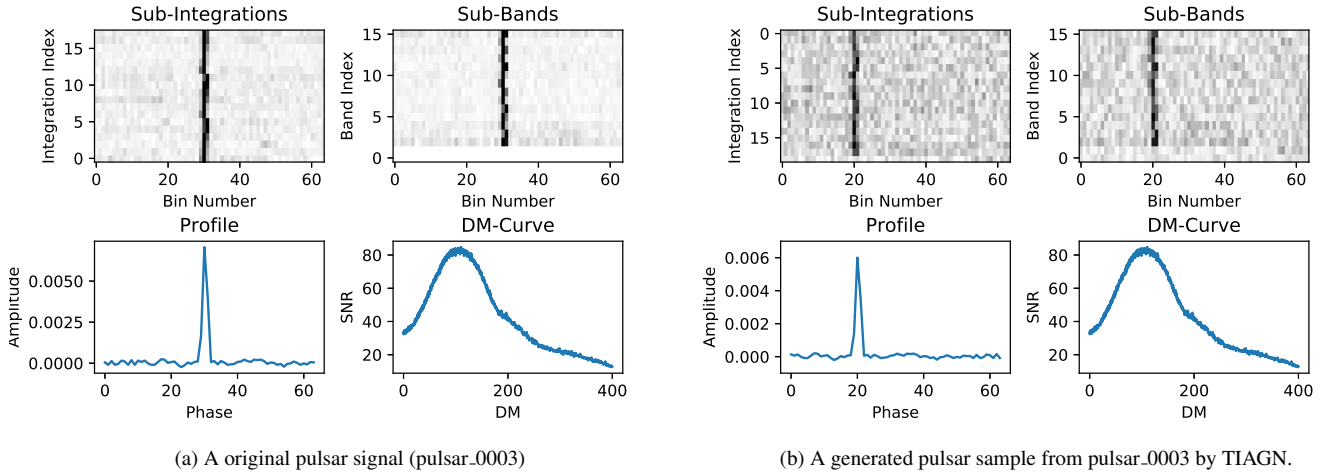 Sub-Integrations
Integration Index
15
10
5
0
0 20 40 60
Bin Number
Sub-Bands
Band Index
15
10
5
0
0 20 40 60
Bin Number
Profile
Amplitude
0.0050
0.0025
0.0000
0 20 40 60
Phase
DM-Curve
SNR
80
60
40
20
0 200 400
DM
(a) A original pulsar signal (pulsar_0003)
Sub-Integrations
Integration Index
0
5
10
15
0 20 40 60
Bin Number
Sub-Bands
Band Index
15
10
5
0
0 20 40 60
Bin Number
Profile
Amplitude
0.006
0.004
0.002
0.000
0 20 40 60
Phase
DM-Curve
SNR
80
60
40
20
0 200 400
DM
(b) A generated pulsar sample from pulsar_0003 by TIAGN.